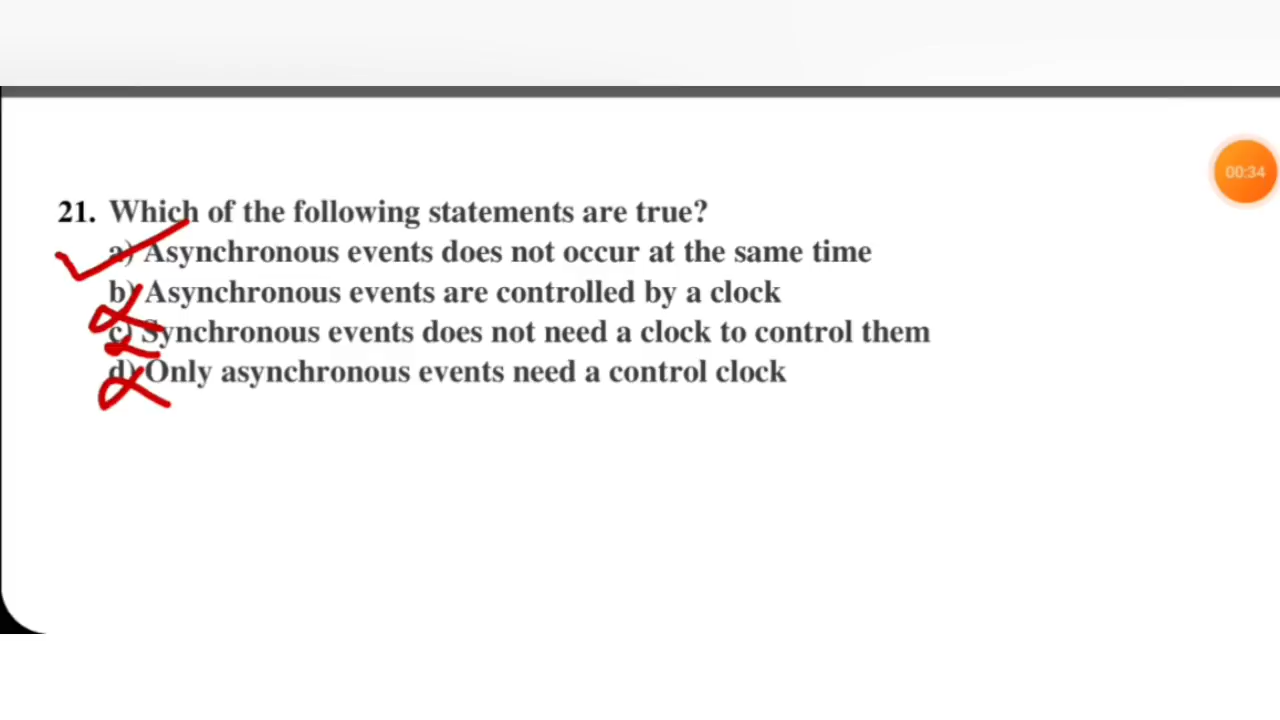 00:34
21. Which of the following statements are true?
a) Asynchronous events does not occur at the same time
b) Asynchronous events are controlled by a clock
c) Synchronous events does not need a clock to control them
d) Only asynchronous events need a control clock